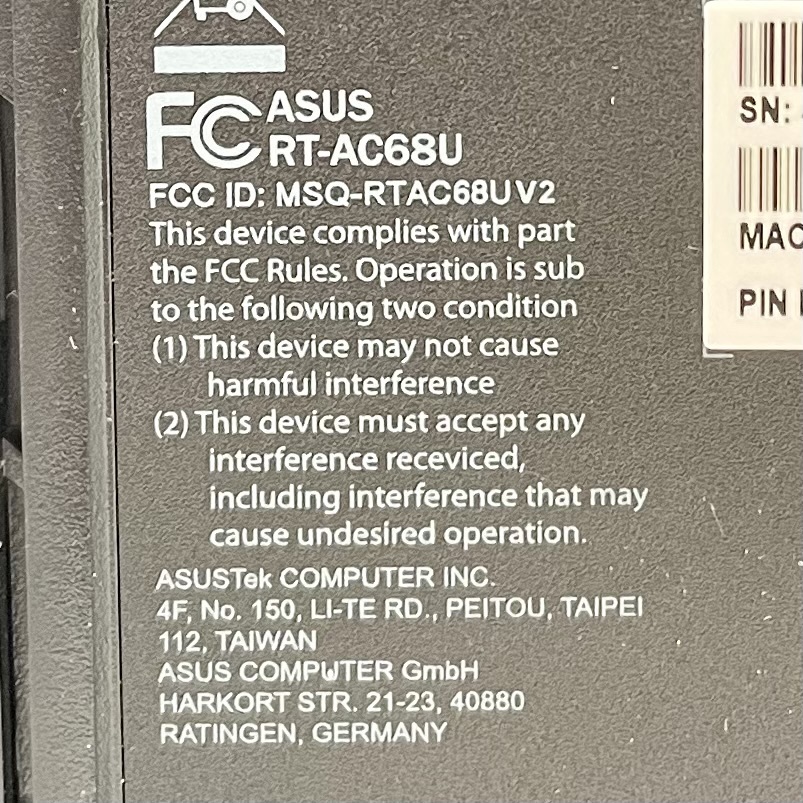 FC ASUS
RT-AC68U
FCC ID: MSQ-RTAC68UV2
This device complies with part
the FCC Rules. Operation is sub
to the following two condition
(1) This device may not cause
harmful interference
(2) This device must accept any
interference receviced,
including interference that may
cause undesired operation.
ASUSTek COMPUTER INC.
4F, No. 150, LI-TE RD., PEITOU, TAIPEI
112, TAIWAN
ASUS COMPUTER GmbH
HARKORT STR. 21-23, 40880
RATINGEN, GERMANY
SN:
MAC
PIN